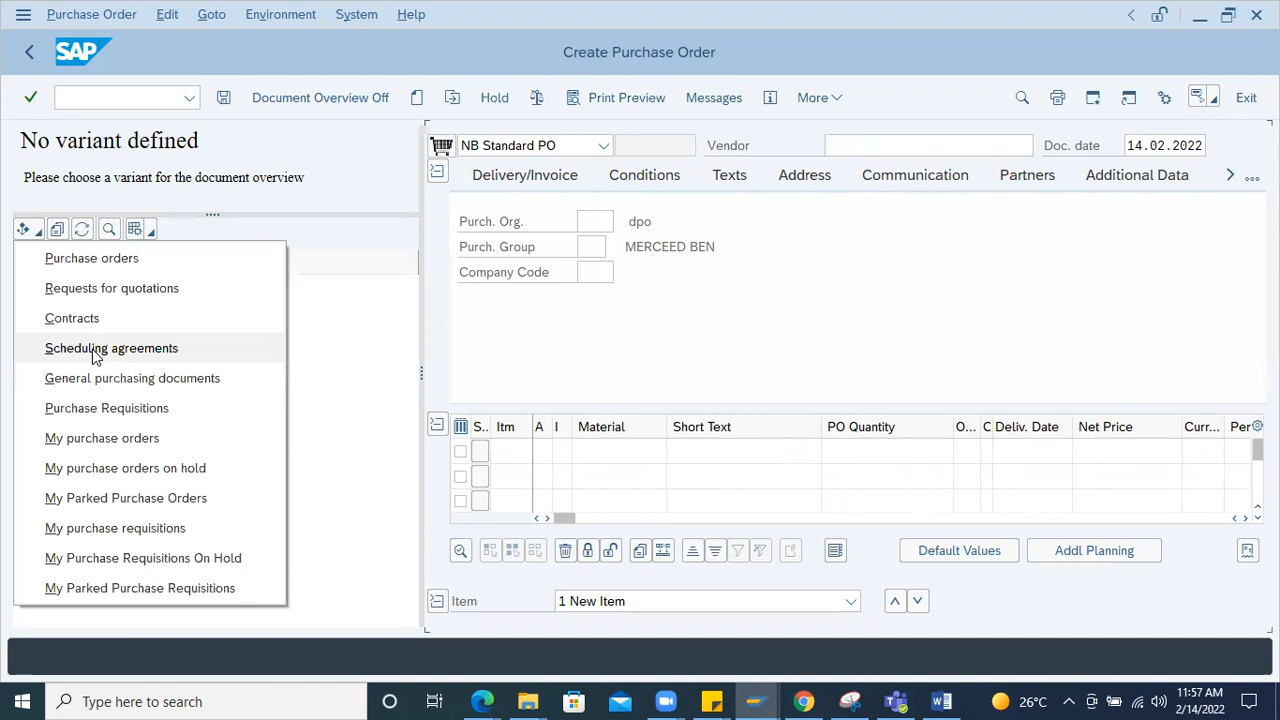 Purchase Order Edit Goto Environment System Help
SAP Create Purchase Order
Document Overview Off Hold Print Preview Messages More Exit
No variant defined
Please choose a variant for the document overview
Purchase orders
Requests for quotations
Contracts
Scheduling agreements
General purchasing documents
Purchase Requisitions
My purchase orders
My purchase orders on hold
My Parked Purchase Orders
My purchase requisitions
My Purchase Requisitions On Hold
My Parked Purchase Requisitions
NB Standard PO Vendor Doc. date 14.02.2022
Delivery/Invoice Conditions Texts Address Communication Partners Additional Data
Purch. Org. dpo
Purch. Group MERCEED BEN
Company Code
S.. Itm A I Material Short Text PO Quantity O... C Deliv. Date Net Price Curr... Per
Default Values Addl Planning
Item 1 New Item
Type here to search 26°C 11:57 AM
2/14/2022